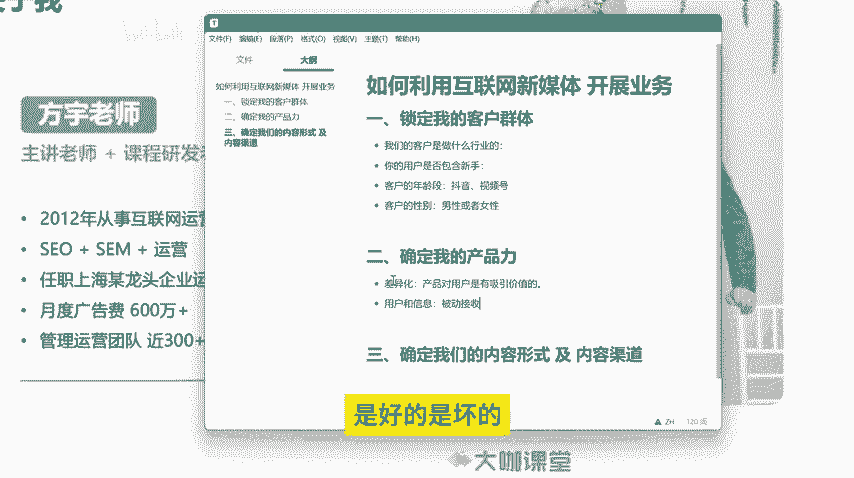 方宇老师
主讲老师 + 课程研发
• 2012年从事互联网运营
• SEO + SEM + 运营
• 任职上海某龙头企业运
• 月度广告费 600万+
• 管理运营团队 近300+
文件(F) 编辑(E) 段落(P) 格式(O) 视图(V) 主题(T) 帮助(H)
文件 大纲
如何利用互联网新媒体 开展业务
一、锁定我的客户群体
二、确定我的产品力
三、确定我们的内容形式 及
内容渠道
如何利用互联网新媒体 开展业务
一、锁定我的客户群体
• 我们的客户是做什么行业的：
• 你的用户是否包含新手：
• 客户的年龄段：抖音、视频号
• 客户的性别：男性或者女性
二、确定我的产品力
• 差异化：产品对用户是有吸引价值的。
• 用户和信息：被动接收
三、确定我们的内容形式 及 内容渠道
ZH 120 词
是好的是坏的
大咖课堂